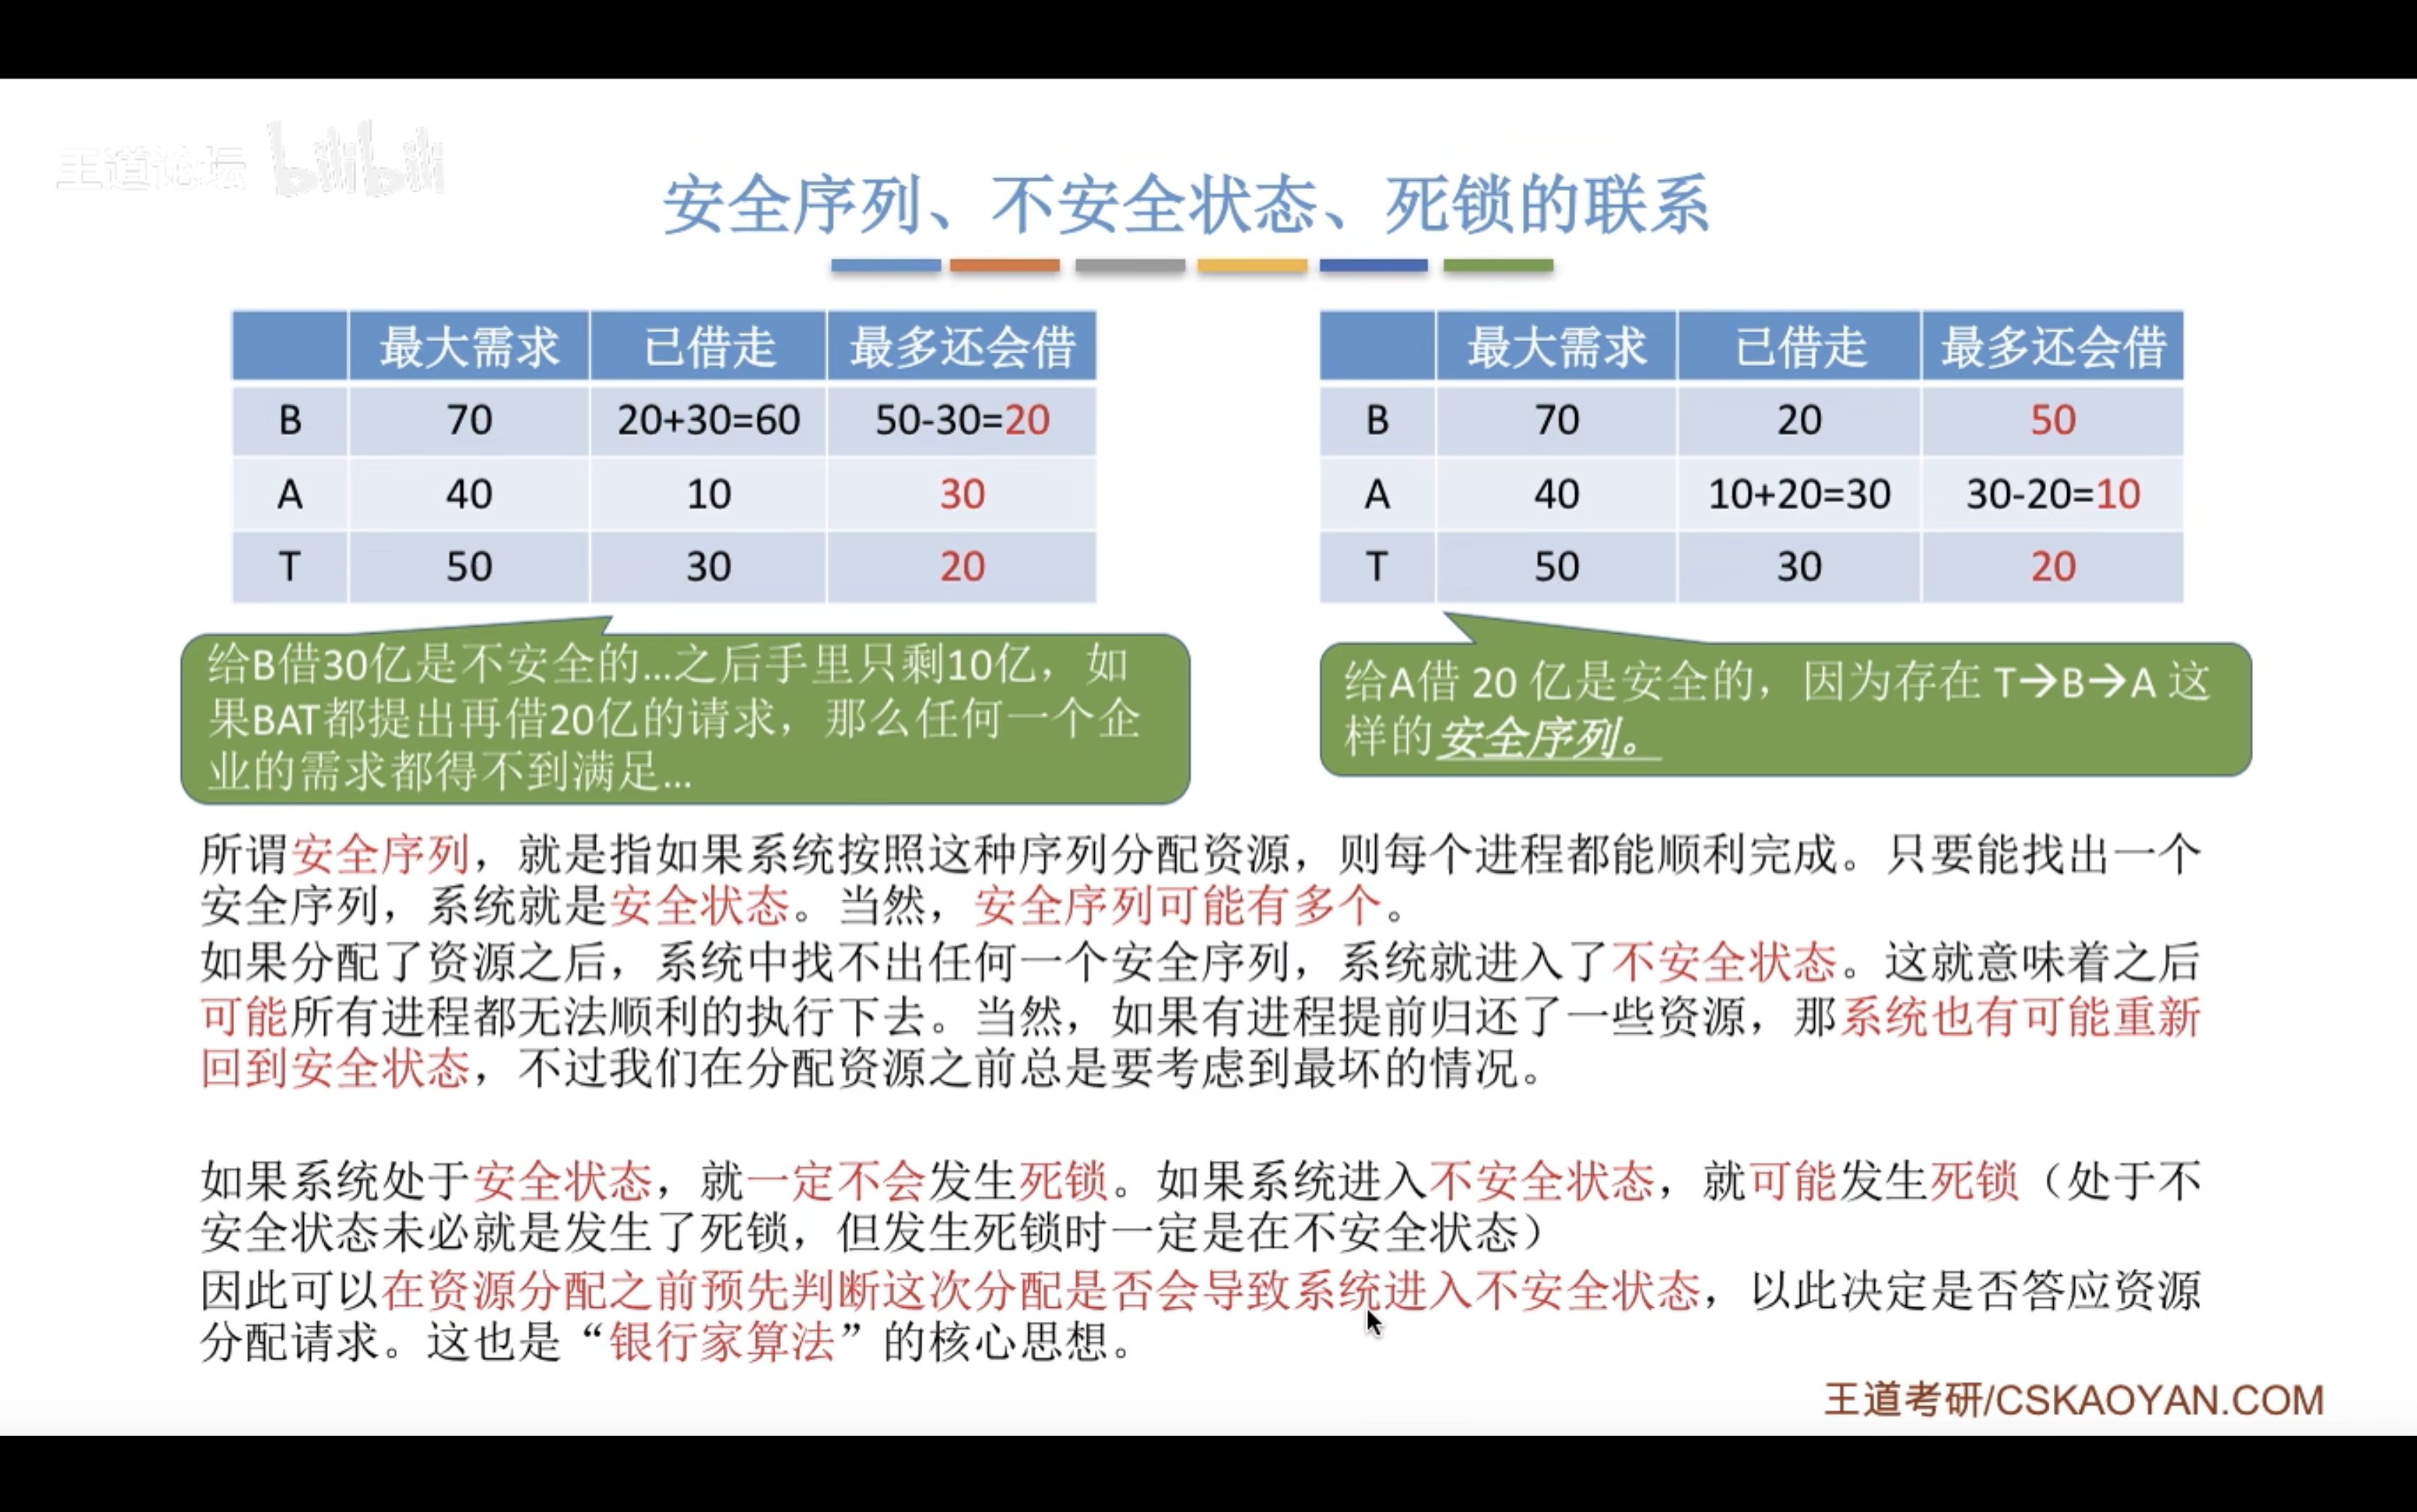 王道论坛 bilibili
安全序列、不安全状态、死锁的联系
最大需求 已借走 最多还会借
B 70 20+30=60 50-30=20
A 40 10 30
T 50 30 20
给B借30亿是不安全的...之后手里只剩10亿，如
果BAT都提出再借20亿的请求，那么任何一个企
业的需求都得不到满足...
最大需求 已借走 最多还会借
B 70 20 50
A 40 10+20=30 30-20=10
T 50 30 20
给A借 20 亿是安全的，因为存在 T→B→A 这
样的安全序列。
所谓安全序列，就是指如果系统按照这种序列分配资源，则每个进程都能顺利完成。只要能找出一个
安全序列，系统就是安全状态。当然，安全序列可能有多个。
如果分配了资源之后，系统中找不出任何一个安全序列，系统就进入了不安全状态。这就意味着之后
可能所有进程都无法顺利的执行下去。当然，如果有进程提前归还了一些资源，那系统也有可能重新
回到安全状态，不过我们在分配资源之前总是要考虑到最坏的情况。
如果系统处于安全状态，就一定不会发生死锁。如果系统进入不安全状态，就可能发生死锁（处于不
安全状态未必就是发生了死锁，但发生死锁时一定是在不安全状态）
因此可以在资源分配之前预先判断这次分配是否会导致系统进入不安全状态，以此决定是否答应资源
分配请求。这也是“银行家算法”的核心思想。
王道考研/CSKAOYAN.COM